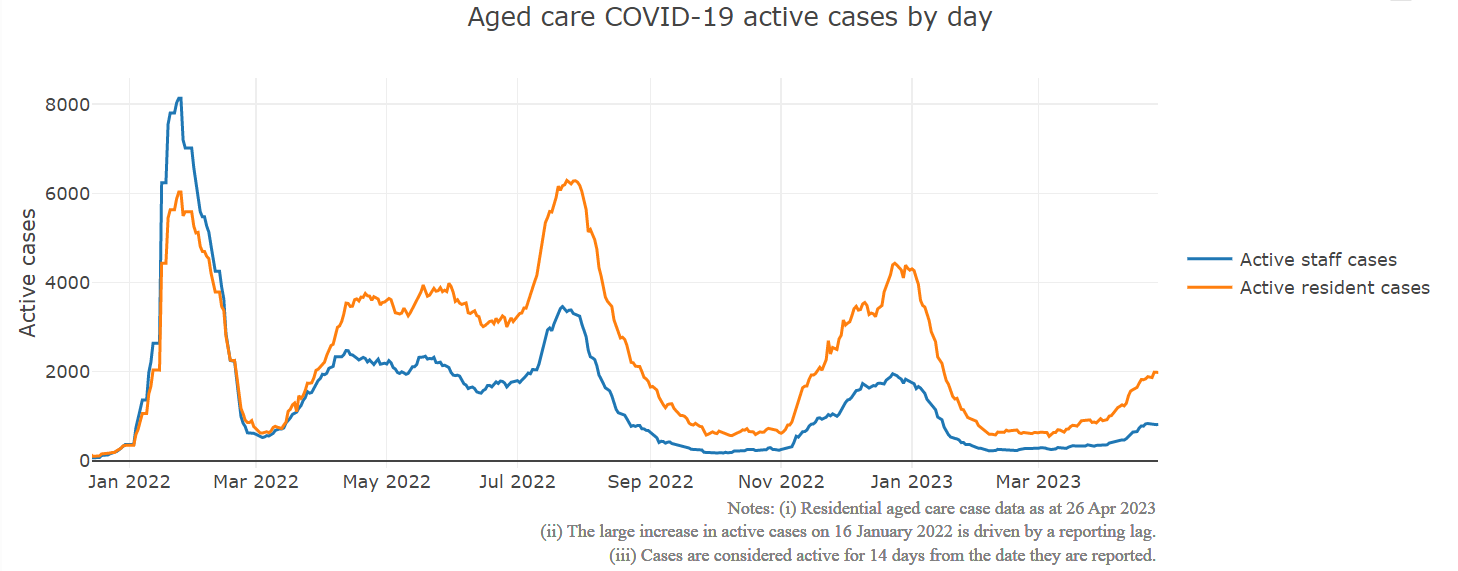 Aged care COVID-19 active cases by day
Active cases
8000
6000
4000
2000
0
Jan 2022 Mar 2022 May 2022 Jul 2022 Sep 2022 Nov 2022 Jan 2023 Mar 2023
Active staff cases
Active resident cases
Notes: (i) Residential aged care case data as at 26 Apr 2023
(ii) The large increase in active cases on 16 January 2022 is driven by a reporting lag.
(iii) Cases are considered active for 14 days from the date they are reported.